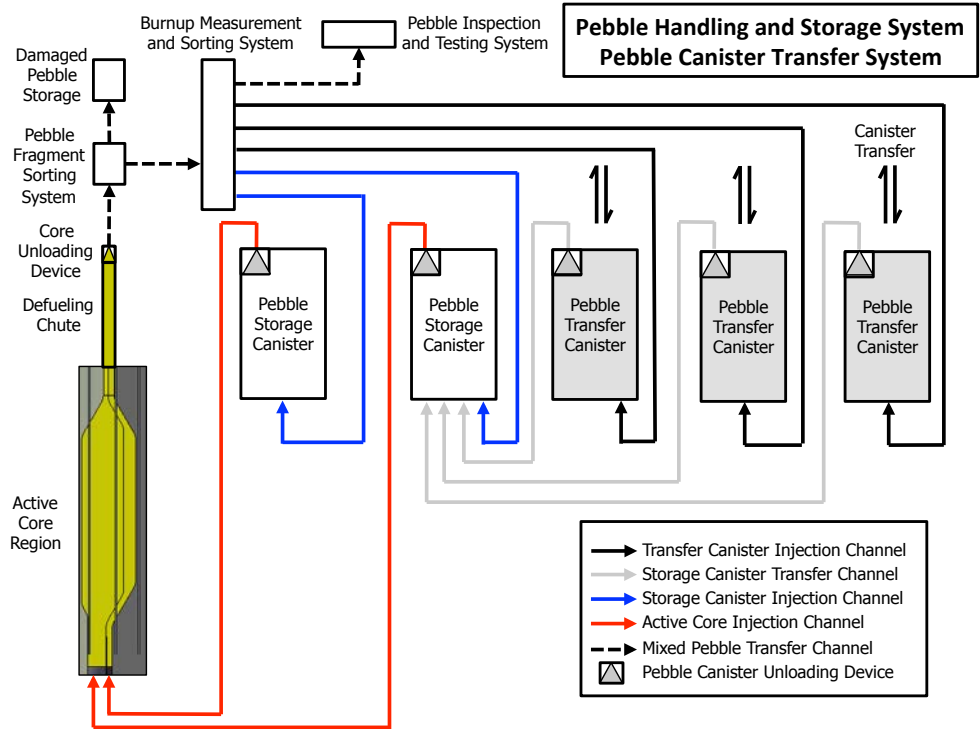 Pebble Handling and Storage System
Pebble Canister Transfer System
Burnup Measurement
and Sorting System
Pebble Inspection
and Testing System
Damaged
Pebble
Storage
Pebble
Fragment
Sorting
System
Canister
Transfer
Core
Unloading
Device
Defueling
Chute
Pebble
Storage
Canister
Pebble
Storage
Canister
Pebble
Transfer
Canister
Pebble
Transfer
Canister
Pebble
Transfer
Canister
Active
Core
Region
Transfer Canister Injection Channel
Storage Canister Transfer Channel
Storage Canister Injection Channel
Active Core Injection Channel
Mixed Pebble Transfer Channel
Pebble Canister Unloading Device